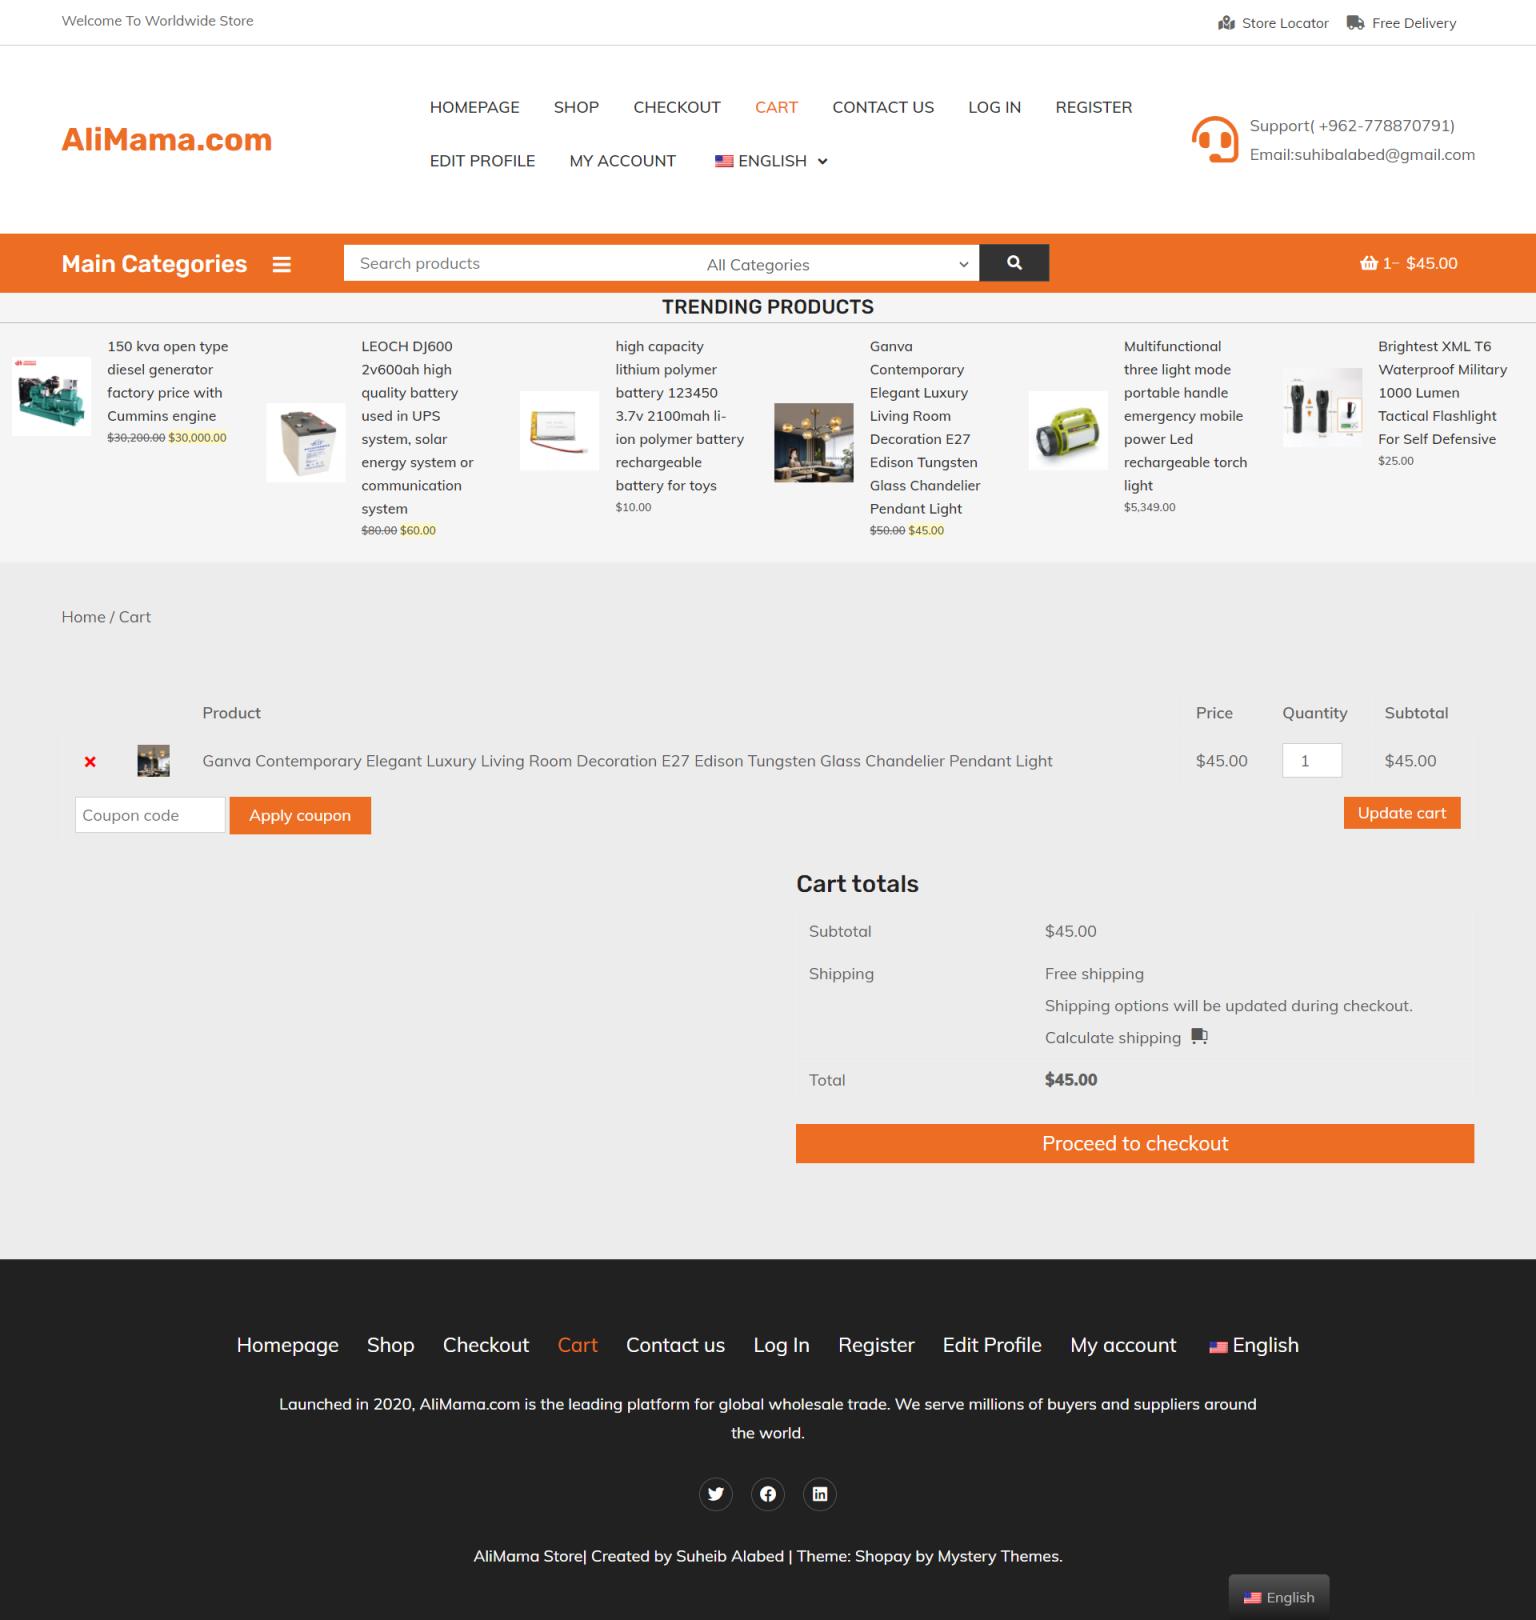 Welcome To Worldwide Store
Store Locator
Free Delivery
AliMama.com
HOMEPAGE SHOP CHECKOUT CART CONTACT US LOG IN REGISTER
EDIT PROFILE MY ACCOUNT ENGLISH
Support( +962-778870791)
Email:suhibalabed@gmail.com
Main Categories
Search products
All Categories
1– $45.00
TRENDING PRODUCTS
150 kva open type
diesel generator
factory price with
Cummins engine
$30,200.00 $30,000.00
LEOCH DJ600
2v600ah high
quality battery
used in UPS
system, solar
energy system or
communication
system
$80.00 $60.00
high capacity
lithium polymer
battery 123450
3.7v 2100mah li-
ion polymer battery
rechargeable
battery for toys
$10.00
Ganva
Contemporary
Elegant Luxury
Living Room
Decoration E27
Edison Tungsten
Glass Chandelier
Pendant Light
$50.00 $45.00
Multifunctional
three light mode
portable handle
emergency mobile
power Led
rechargeable torch
light
$5,349.00
Brightest XML T6
Waterproof Military
1000 Lumen
Tactical Flashlight
For Self Defensive
$25.00
Home / Cart
Product Price Quantity Subtotal
Ganva Contemporary Elegant Luxury Living Room Decoration E27 Edison Tungsten Glass Chandelier Pendant Light $45.00 1 $45.00
Coupon code Apply coupon Update cart
Cart totals
Subtotal $45.00
Shipping Free shipping
Shipping options will be updated during checkout.
Calculate shipping
Total $45.00
Proceed to checkout
Homepage Shop Checkout Cart Contact us Log In Register Edit Profile My account English
Launched in 2020, AliMama.com is the leading platform for global wholesale trade. We serve millions of buyers and suppliers around
the world.
AliMama Store| Created by Suheib Alabed | Theme: Shopay by Mystery Themes.
English